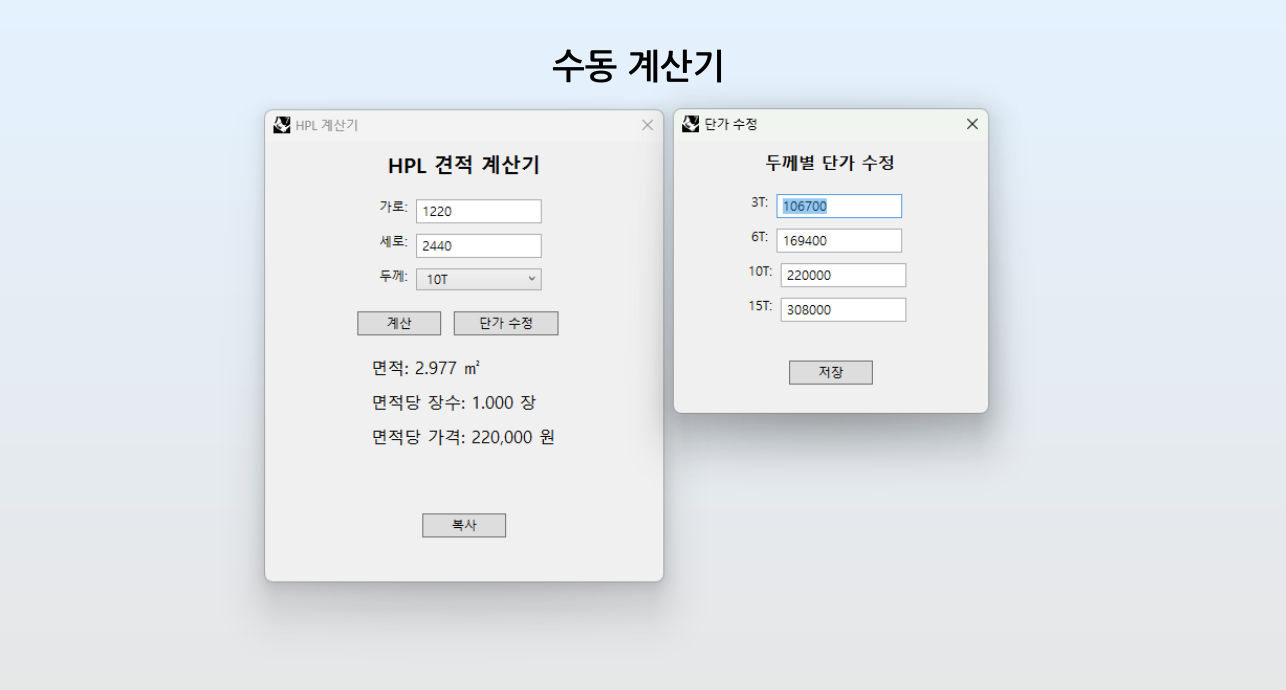 수동 계산기
HPL 계산기
HPL 견적 계산기
가로: 1220
세로: 2440
두께: 10T
계산 단가 수정
면적: 2.977 ㎡
면적당 장수: 1.000 장
면적당 가격: 220,000 원
복사
단가 수정
두께별 단가 수정
3T: 106700
6T: 169400
10T: 220000
15T: 308000
저장